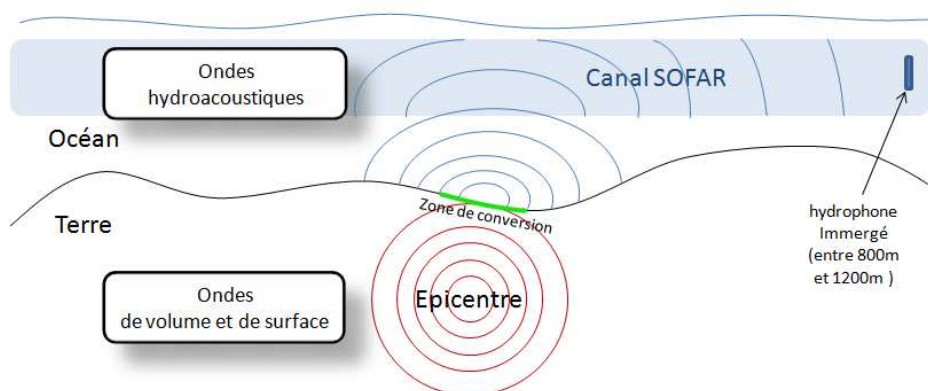 Ondes
hydroacoustiques
Canal SOFAR
Océan
Zone de conversion
Terre
hydrophone
Immergé
(entre 800m
et 1200m )
Ondes
de volume et de surface
Epicentre